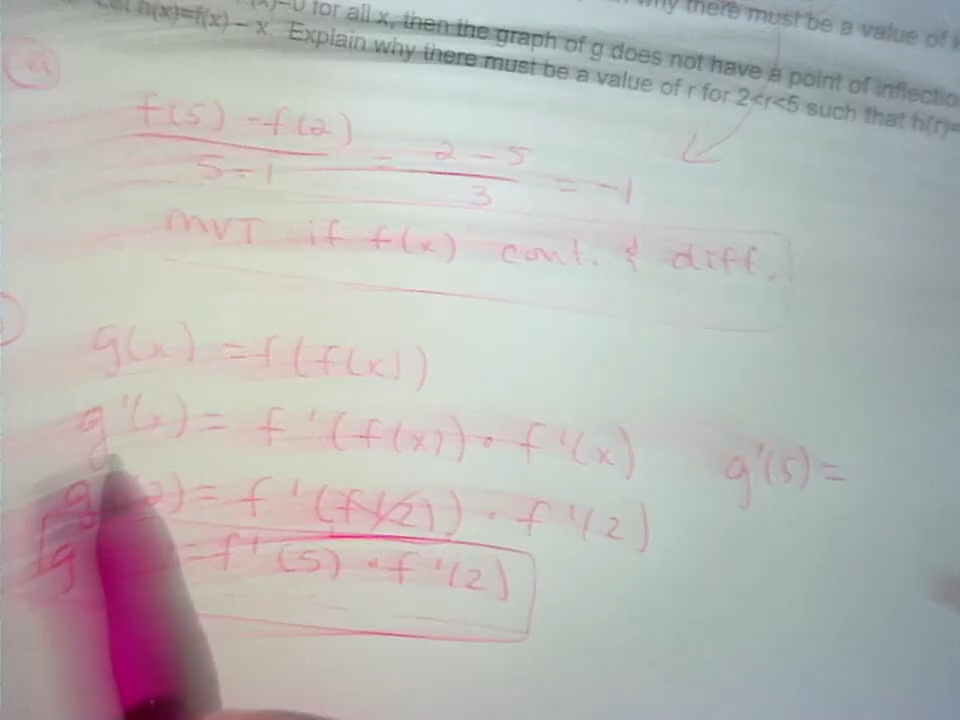 why there must be a value of
for all x, then the graph of g does not have a point of inflectio
h(x)=f(x) – x. Explain why there must be a value of r for 2<r<5 such that h(r)=
f(5) - f(2)
5 - 1
= 2 - 5
3
= -1
MVT if f(x) cont. & diff.
g(x) = f(f(x))
g'(x) = f'(f(x)) · f'(x)
g'(5) =
2) = f'(f(2)) · f'(2)
g = f'(5) · f'(2)